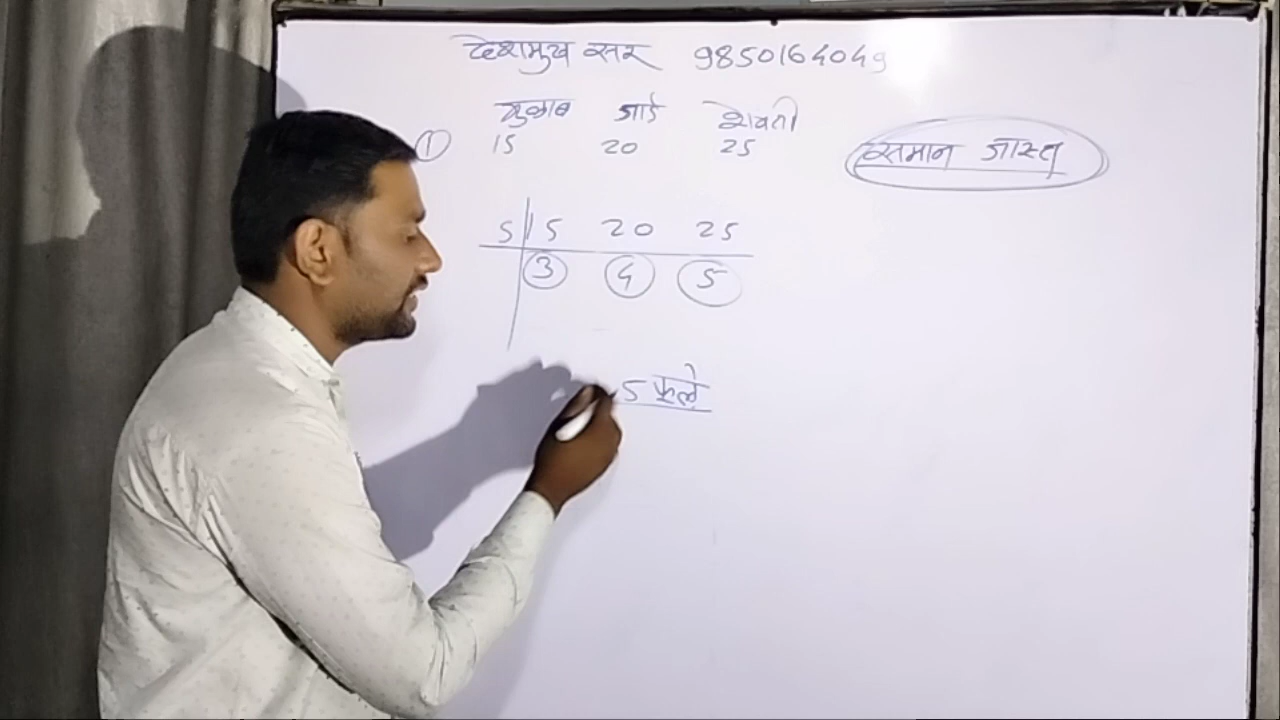 देशमुख सर 9850164049
गुलाब जाई शेवंती
① 15 20 25
समान जास्त
5 15 20 25
3 4 5
5 फुले